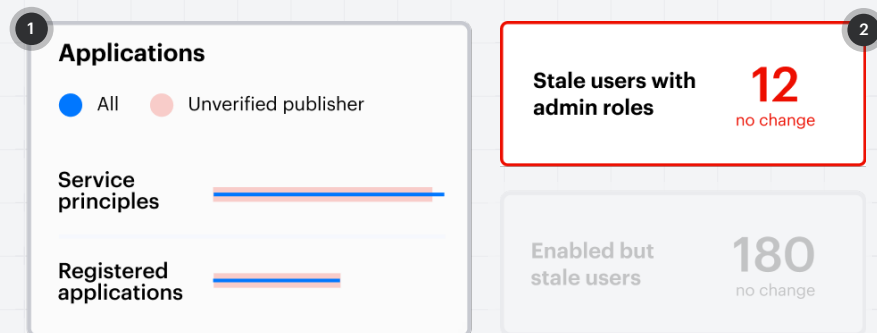 1
Applications
All Unverified publisher
Service
principles
Registered
applications
2
Stale users with
admin roles
12
no change
Enabled but
stale users
180
no change